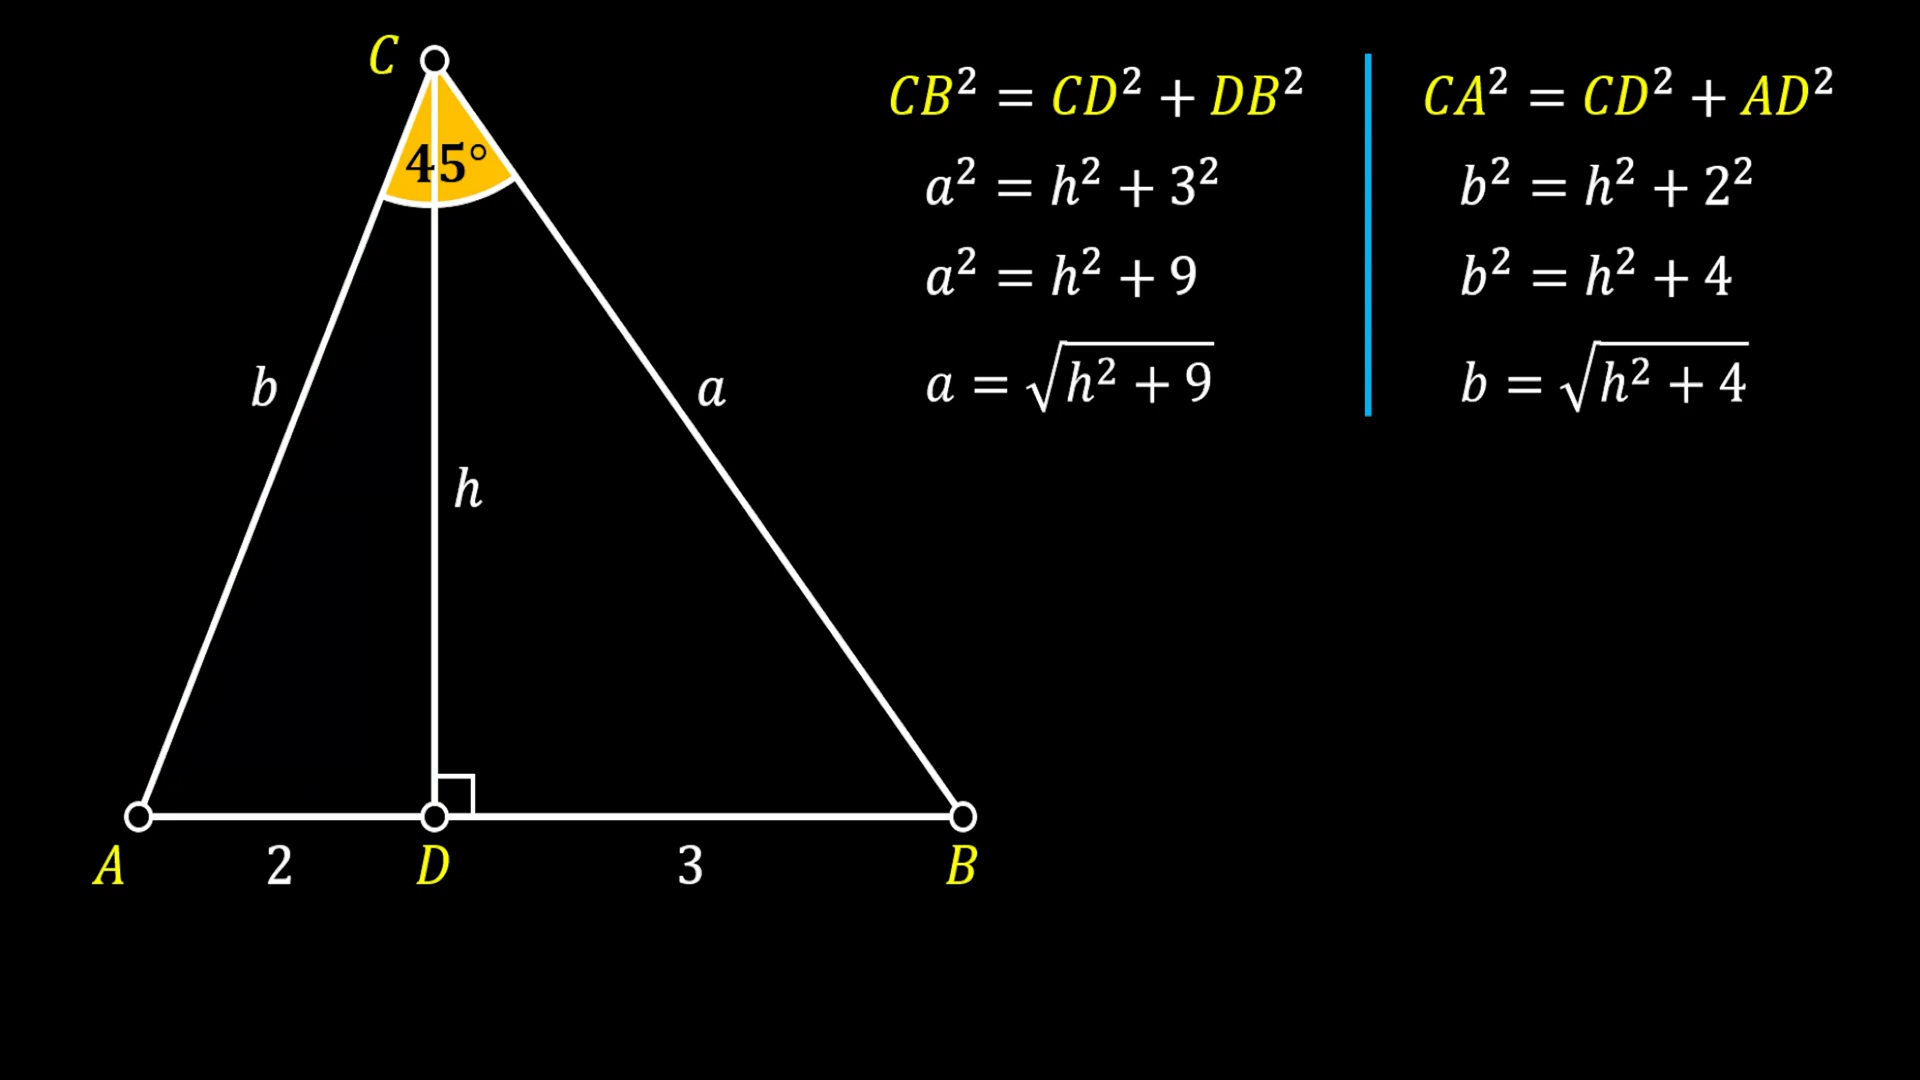 C
45°
b
a
h
A
2
D
3
B
CB² = CD² + DB²
a² = h² + 3²
a² = h² + 9
a = √(h² + 9)
CA² = CD² + AD²
b² = h² + 2²
b² = h² + 4
b = √(h² + 4)